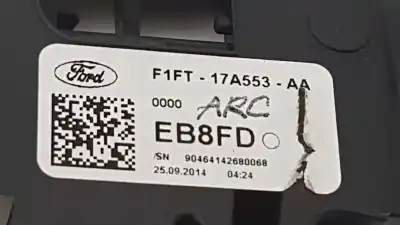 Ford
F1FT - 17A553 - AA
0000 ARC
EB8FD
/SN 90464142680068
25.09.2014 04:24